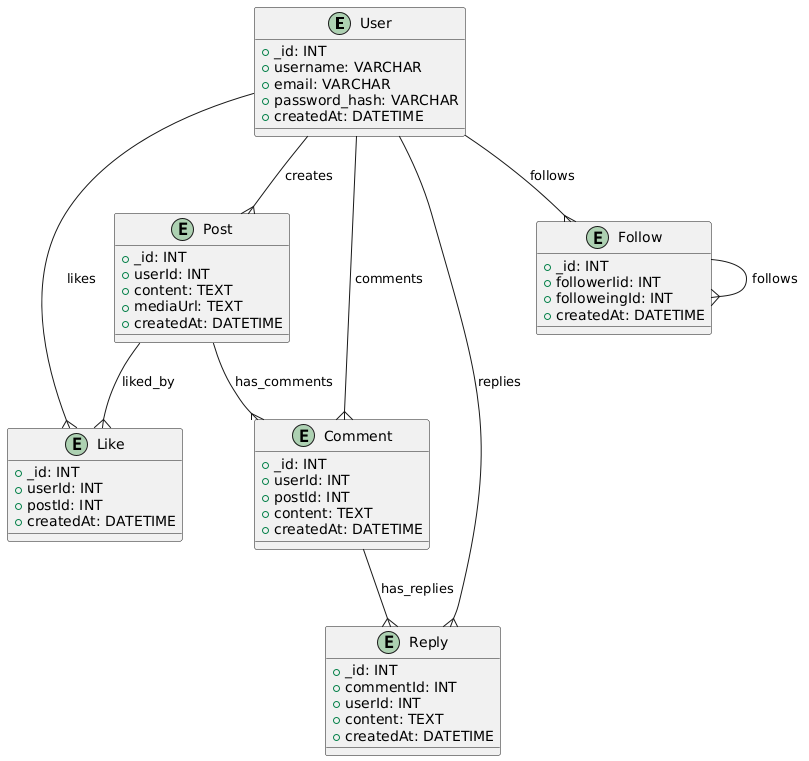 E User
_id: INT
username: VARCHAR
email: VARCHAR
password_hash: VARCHAR
createdAt: DATETIME
creates
follows
E Post
_id: INT
userId: INT
content: TEXT
mediaUrl: TEXT
createdAt: DATETIME
E Follow
_id: INT
followerIid: INT
followeingId: INT
createdAt: DATETIME
follows
likes
comments
liked_by
has_comments
replies
E Like
_id: INT
userId: INT
postId: INT
createdAt: DATETIME
E Comment
_id: INT
userId: INT
postId: INT
content: TEXT
createdAt: DATETIME
has_replies
E Reply
_id: INT
commentId: INT
userId: INT
content: TEXT
createdAt: DATETIME